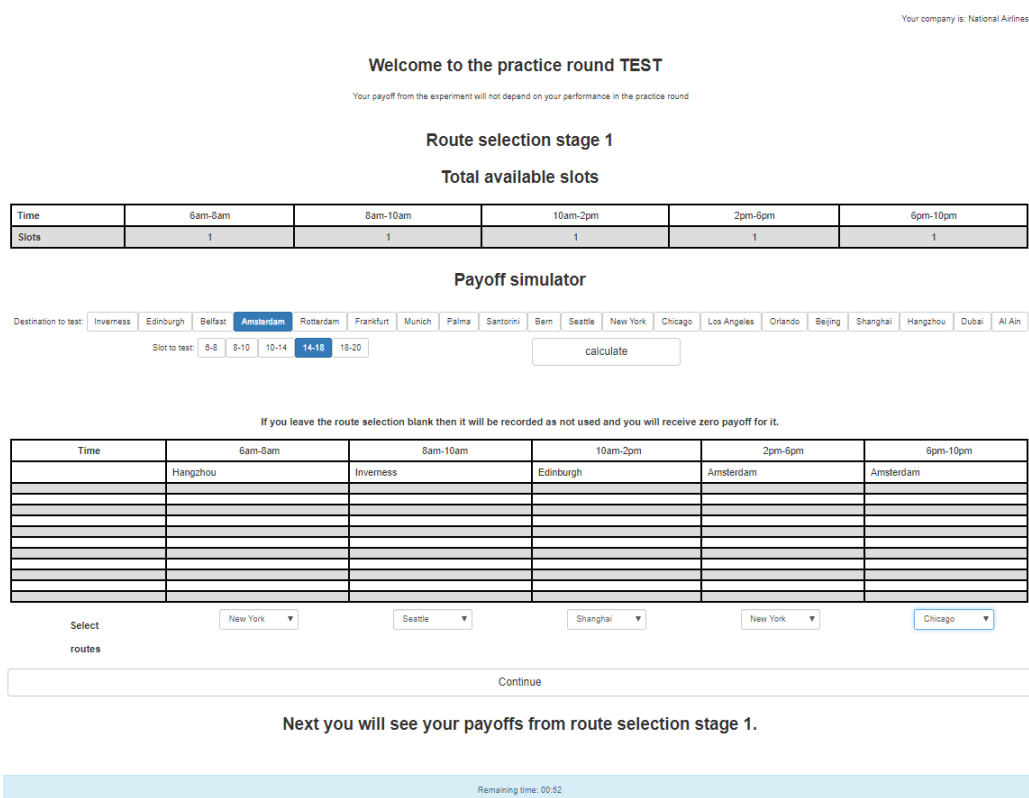 Your company is: National Airlines
Welcome to the practice round TEST
Your payoff from the experiment will not depend on your performance in the practice round
Route selection stage 1
Total available slots
Time 6am-8am 8am-10am 10am-2pm 2pm-6pm 6pm-10pm
Slots 1 1 1 1 1
Payoff simulator
Destination to test: Inverness Edinburgh Belfast Amsterdam Rotterdam Frankfurt Munich Palma Santorini Bern Seattle New York Chicago Los Angeles Orlando Beijing Shanghai Hangzhou Dubai Al Ain
Slot to test: 6-8 8-10 10-14 14-18 18-20
calculate
If you leave the route selection blank then it will be recorded as not used and you will receive zero payoff for it.
Time 6am-8am 8am-10am 10am-2pm 2pm-6pm 6pm-10pm
Hangzhou Inverness Edinburgh Amsterdam Amsterdam
Select
routes
New York Seattle Shanghai New York Chicago
Continue
Next you will see your payoffs from route selection stage 1.
Remaining time: 00:52